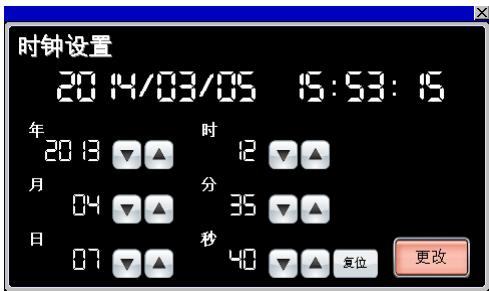 时钟设置
2014/03/05 15:53:15
年 时
2013 12
月 分
04 35
日 秒
07 40 复位 更改